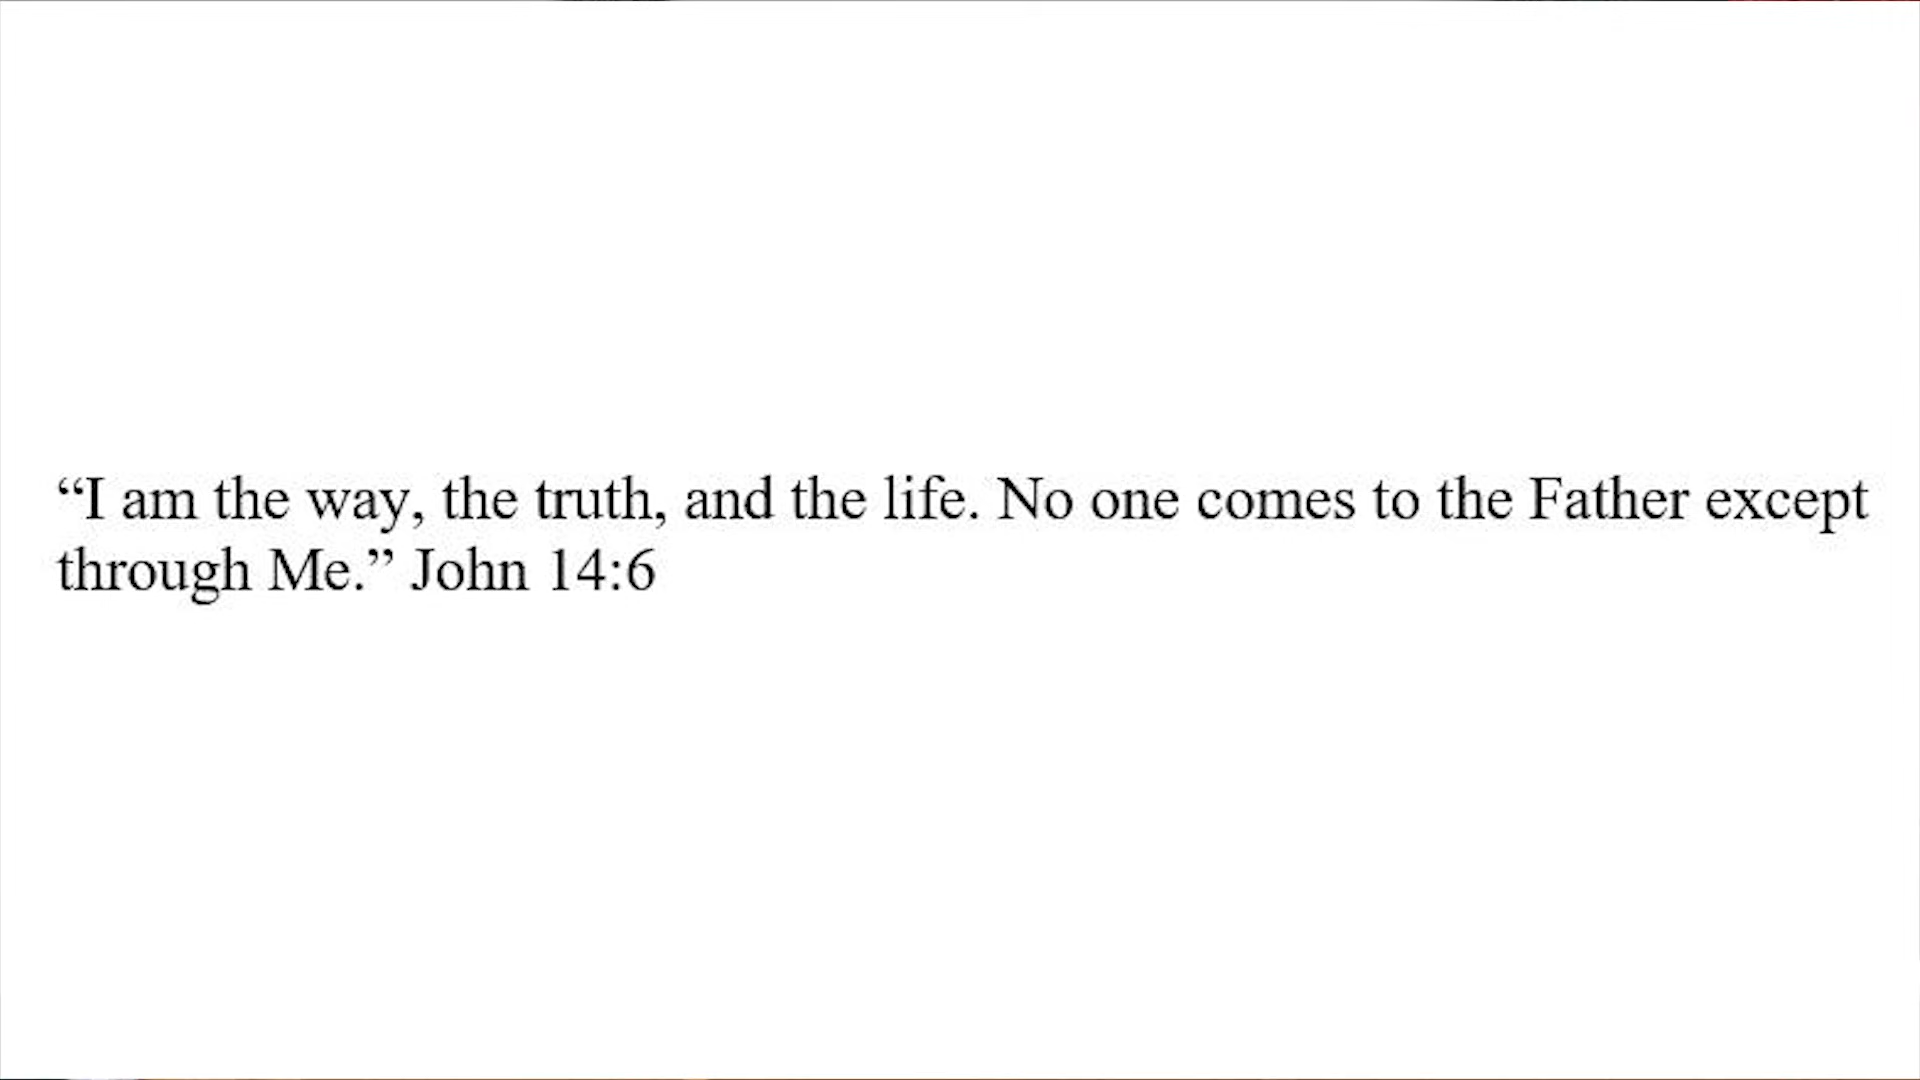 “I am the way, the truth, and the life. No one comes to the Father except
through Me.” John 14:6